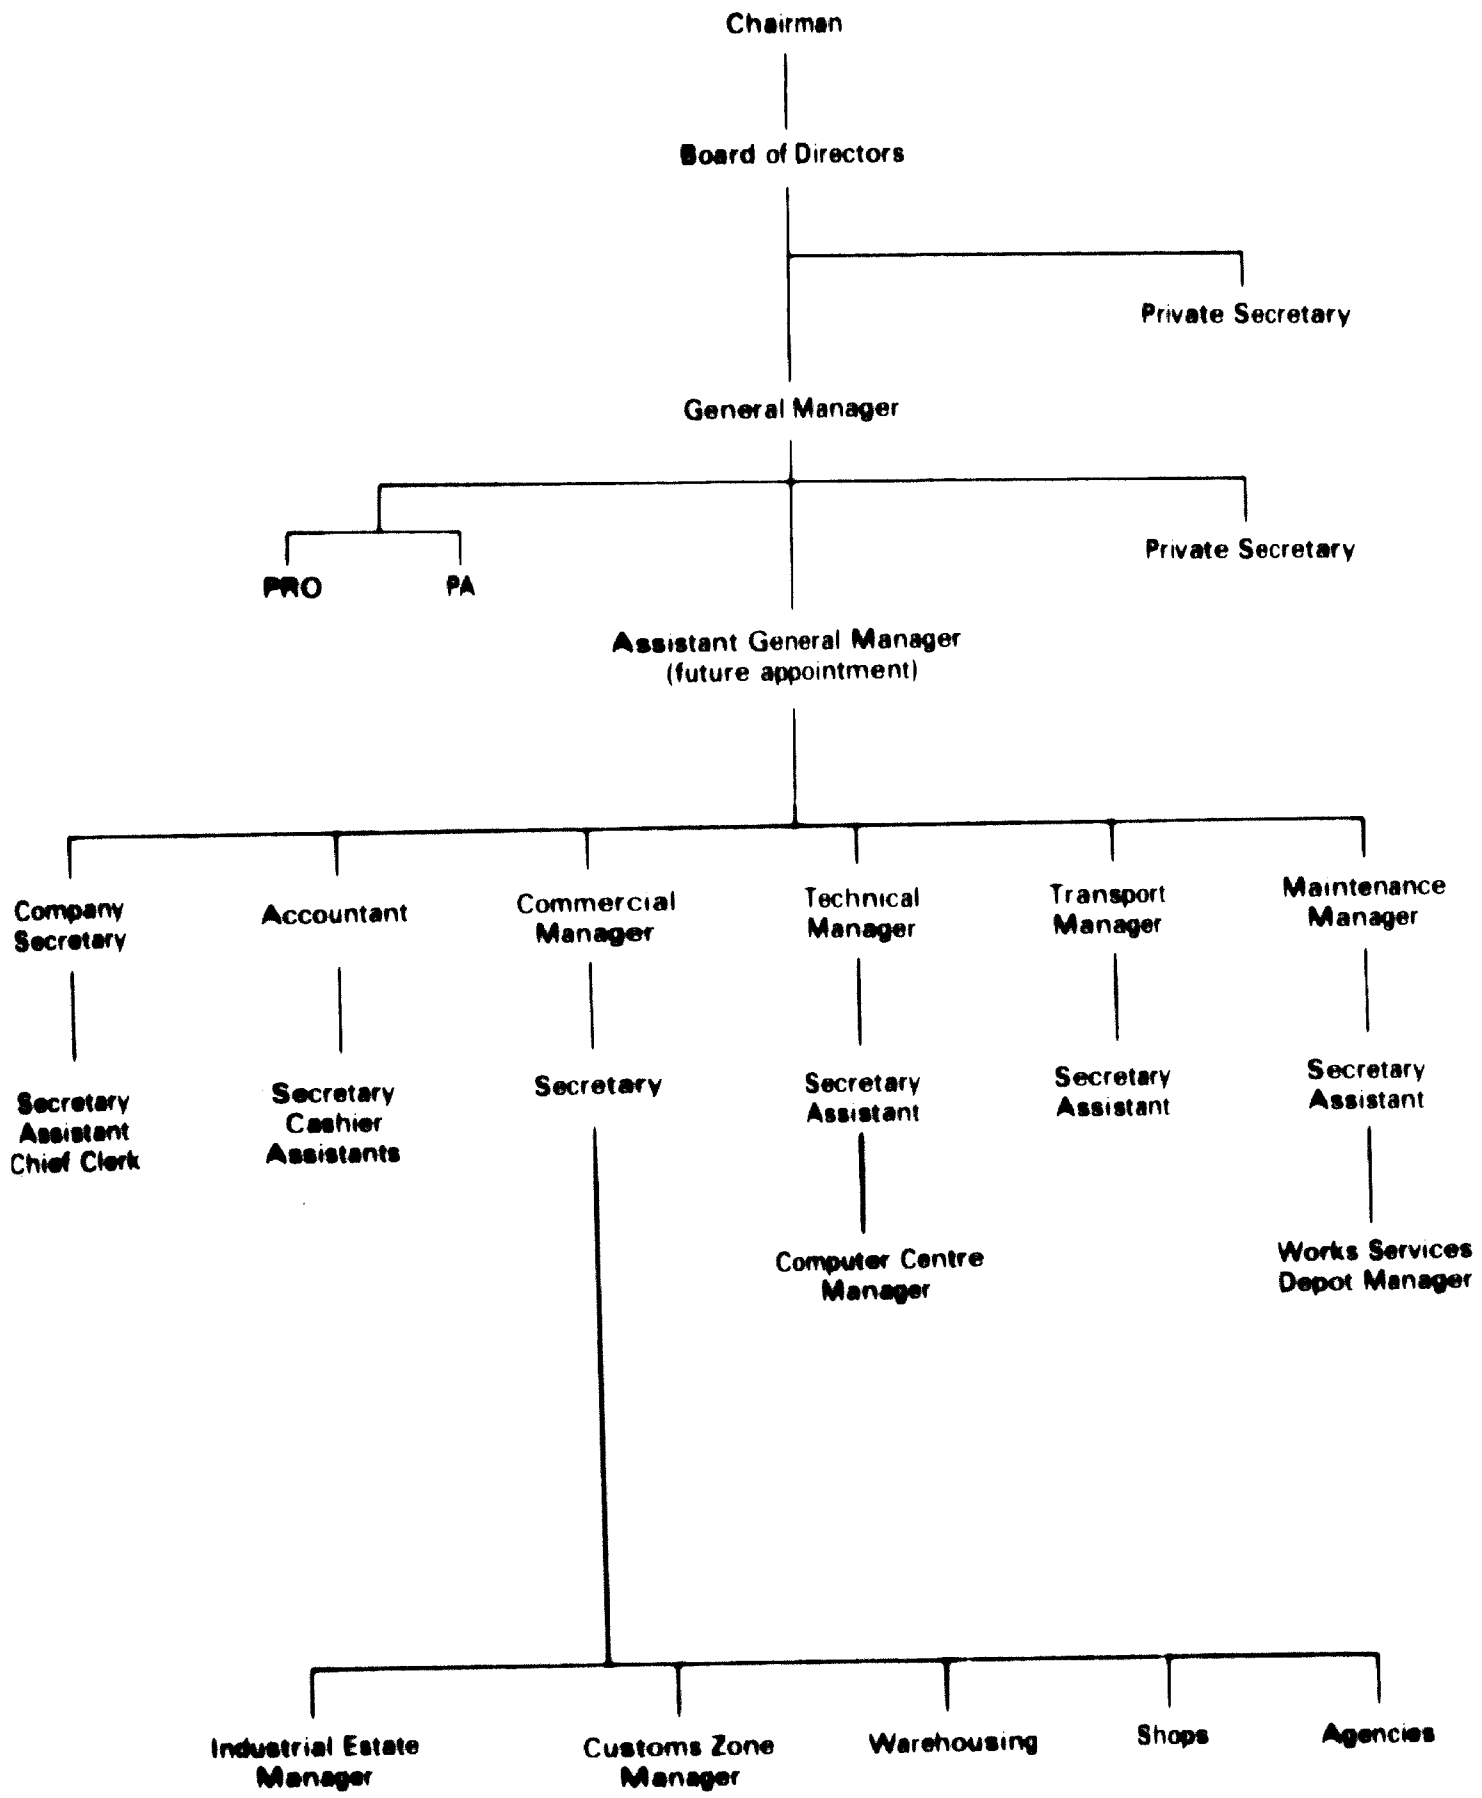 Chairman
Board of Directors
Private Secretary
General Manager
PRO
PA
Private Secretary
Assistant General Manager
(future appointment)
Company
Secretary
Accountant
Commercial
Manager
Technical
Manager
Transport
Manager
Maintenance
Manager
Secretary
Assistant
Chief Clerk
Secretary
Cashier
Assistants
Secretary
Secretary
Assistant
Secretary
Assistant
Secretary
Assistant
Computer Centre
Manager
Works Services
Depot Manager
Industrial Estate
Manager
Customs Zone
Manager
Warehousing
Shops
Agencies